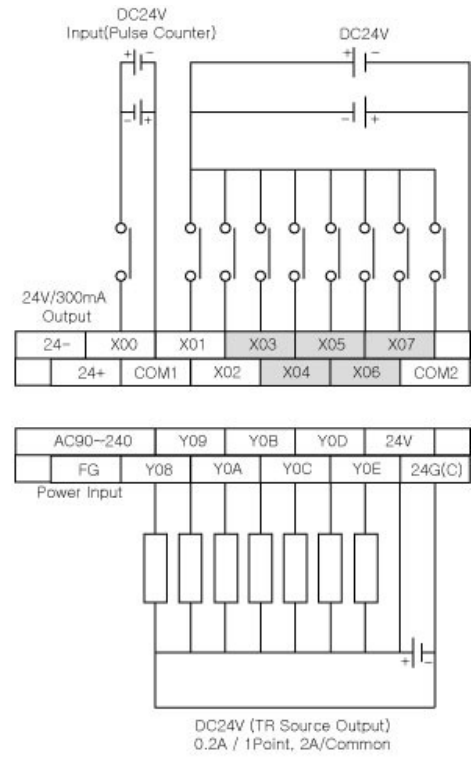 DC24V
Input(Pulse Counter)
DC24V
+ -
+ -
- +
- +
24V/300mA
Output
24- X00 X01 X03 X05 X07
24+ COM1 X02 X04 X06 COM2
AC90~240 Y09 Y0B Y0D 24V
FG Y08 Y0A Y0C Y0E 24G(C)
Power Input
+ -
DC24V (TR Source Output)
0.2A / 1Point, 2A/Common